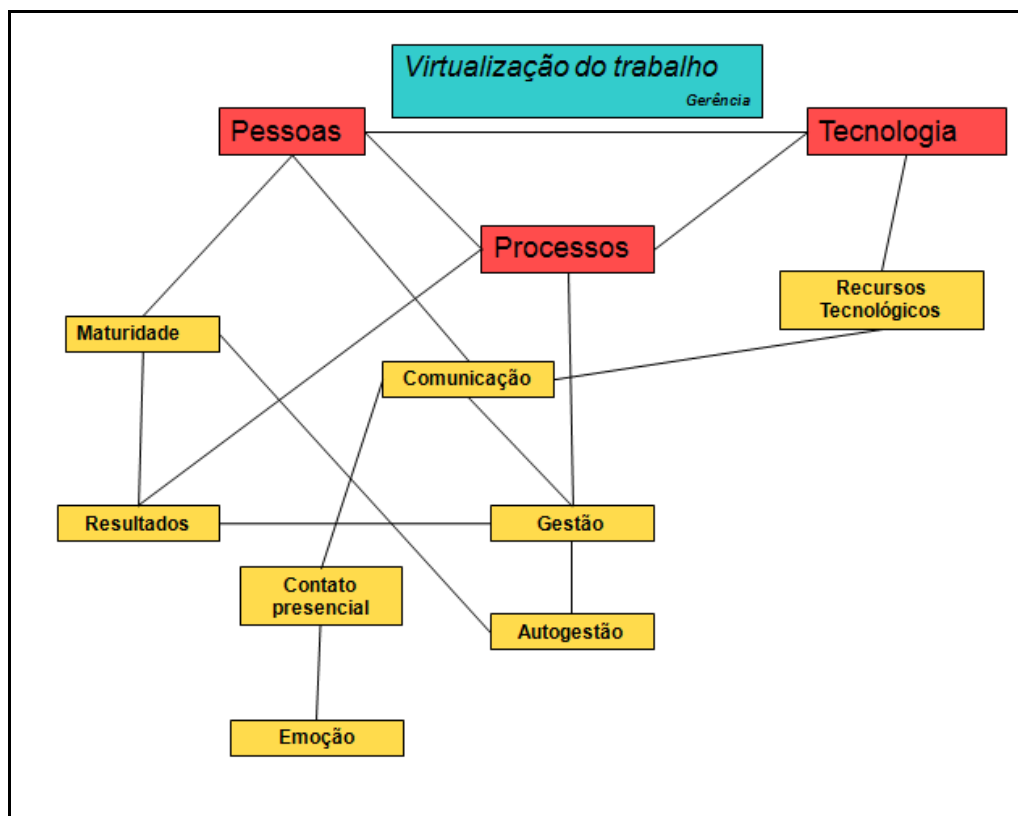 Virtualização do trabalho
Gerência
Pessoas
Tecnologia
Processos
Recursos
Tecnológicos
Maturidade
Comunicação
Resultados
Gestão
Contato
presencial
Autogestão
Emoção